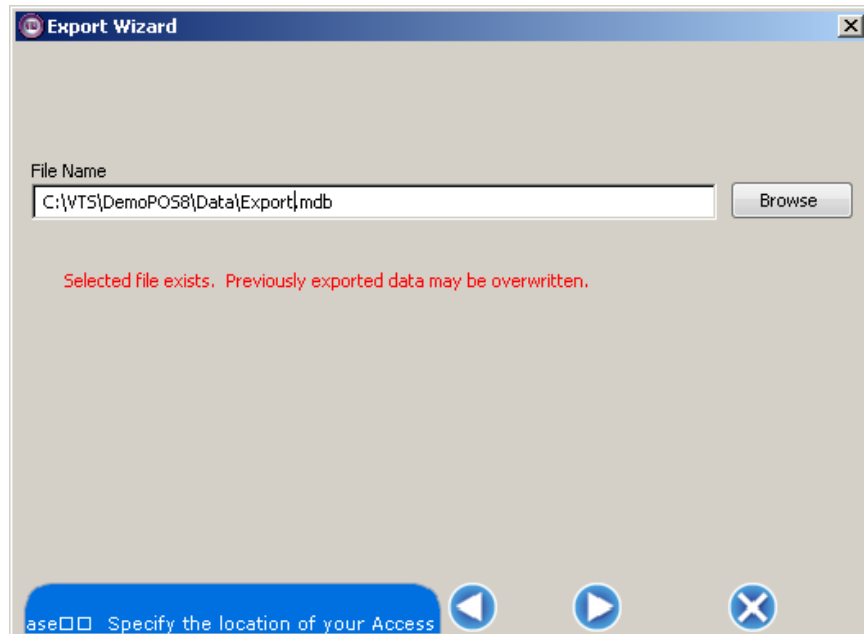 Export Wizard
File Name
C:\VTS\DemoPOS8\Data\Export.mdb
Browse
Selected file exists.  Previously exported data may be overwritten.
ase□□  Specify the location of your Access